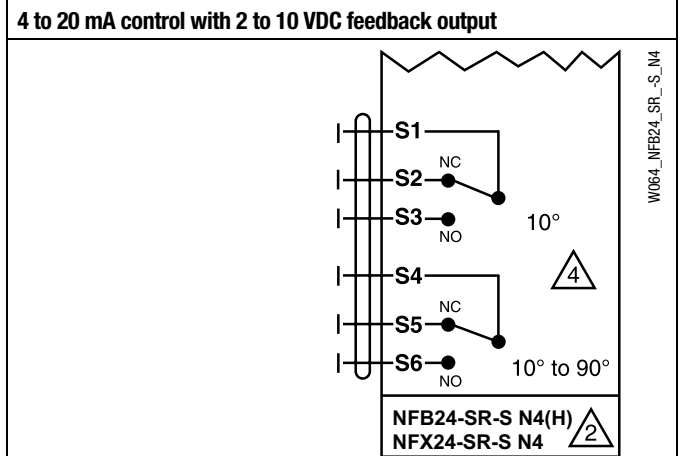 4 to 20 mA control with 2 to 10 VDC feedback output
W064_NFB24_SR_-S_N4
S1
NC
S2
S3
NO
10°
S4
4
NC
S5
S6
NO
10° to 90°
NFB24-SR-S N4(H)
NFX24-SR-S N4
2